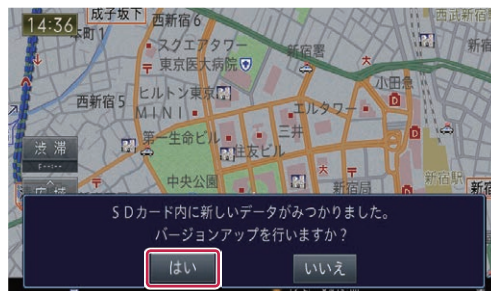 14:36
成子坂下
西新宿6
本町1
スクエアタワー
東京医大病院
新宿署
大
小田急
ヒルトン東京
西新宿5
MINI
エルタワー
第一生命ビル
三井
住友ビル
渋滞
中央公園
大
新宿局
新宿駅
新宿
広域
SDカード内に新しいデータがみつかりました。
バージョンアップを行いますか?
はい
いいえ